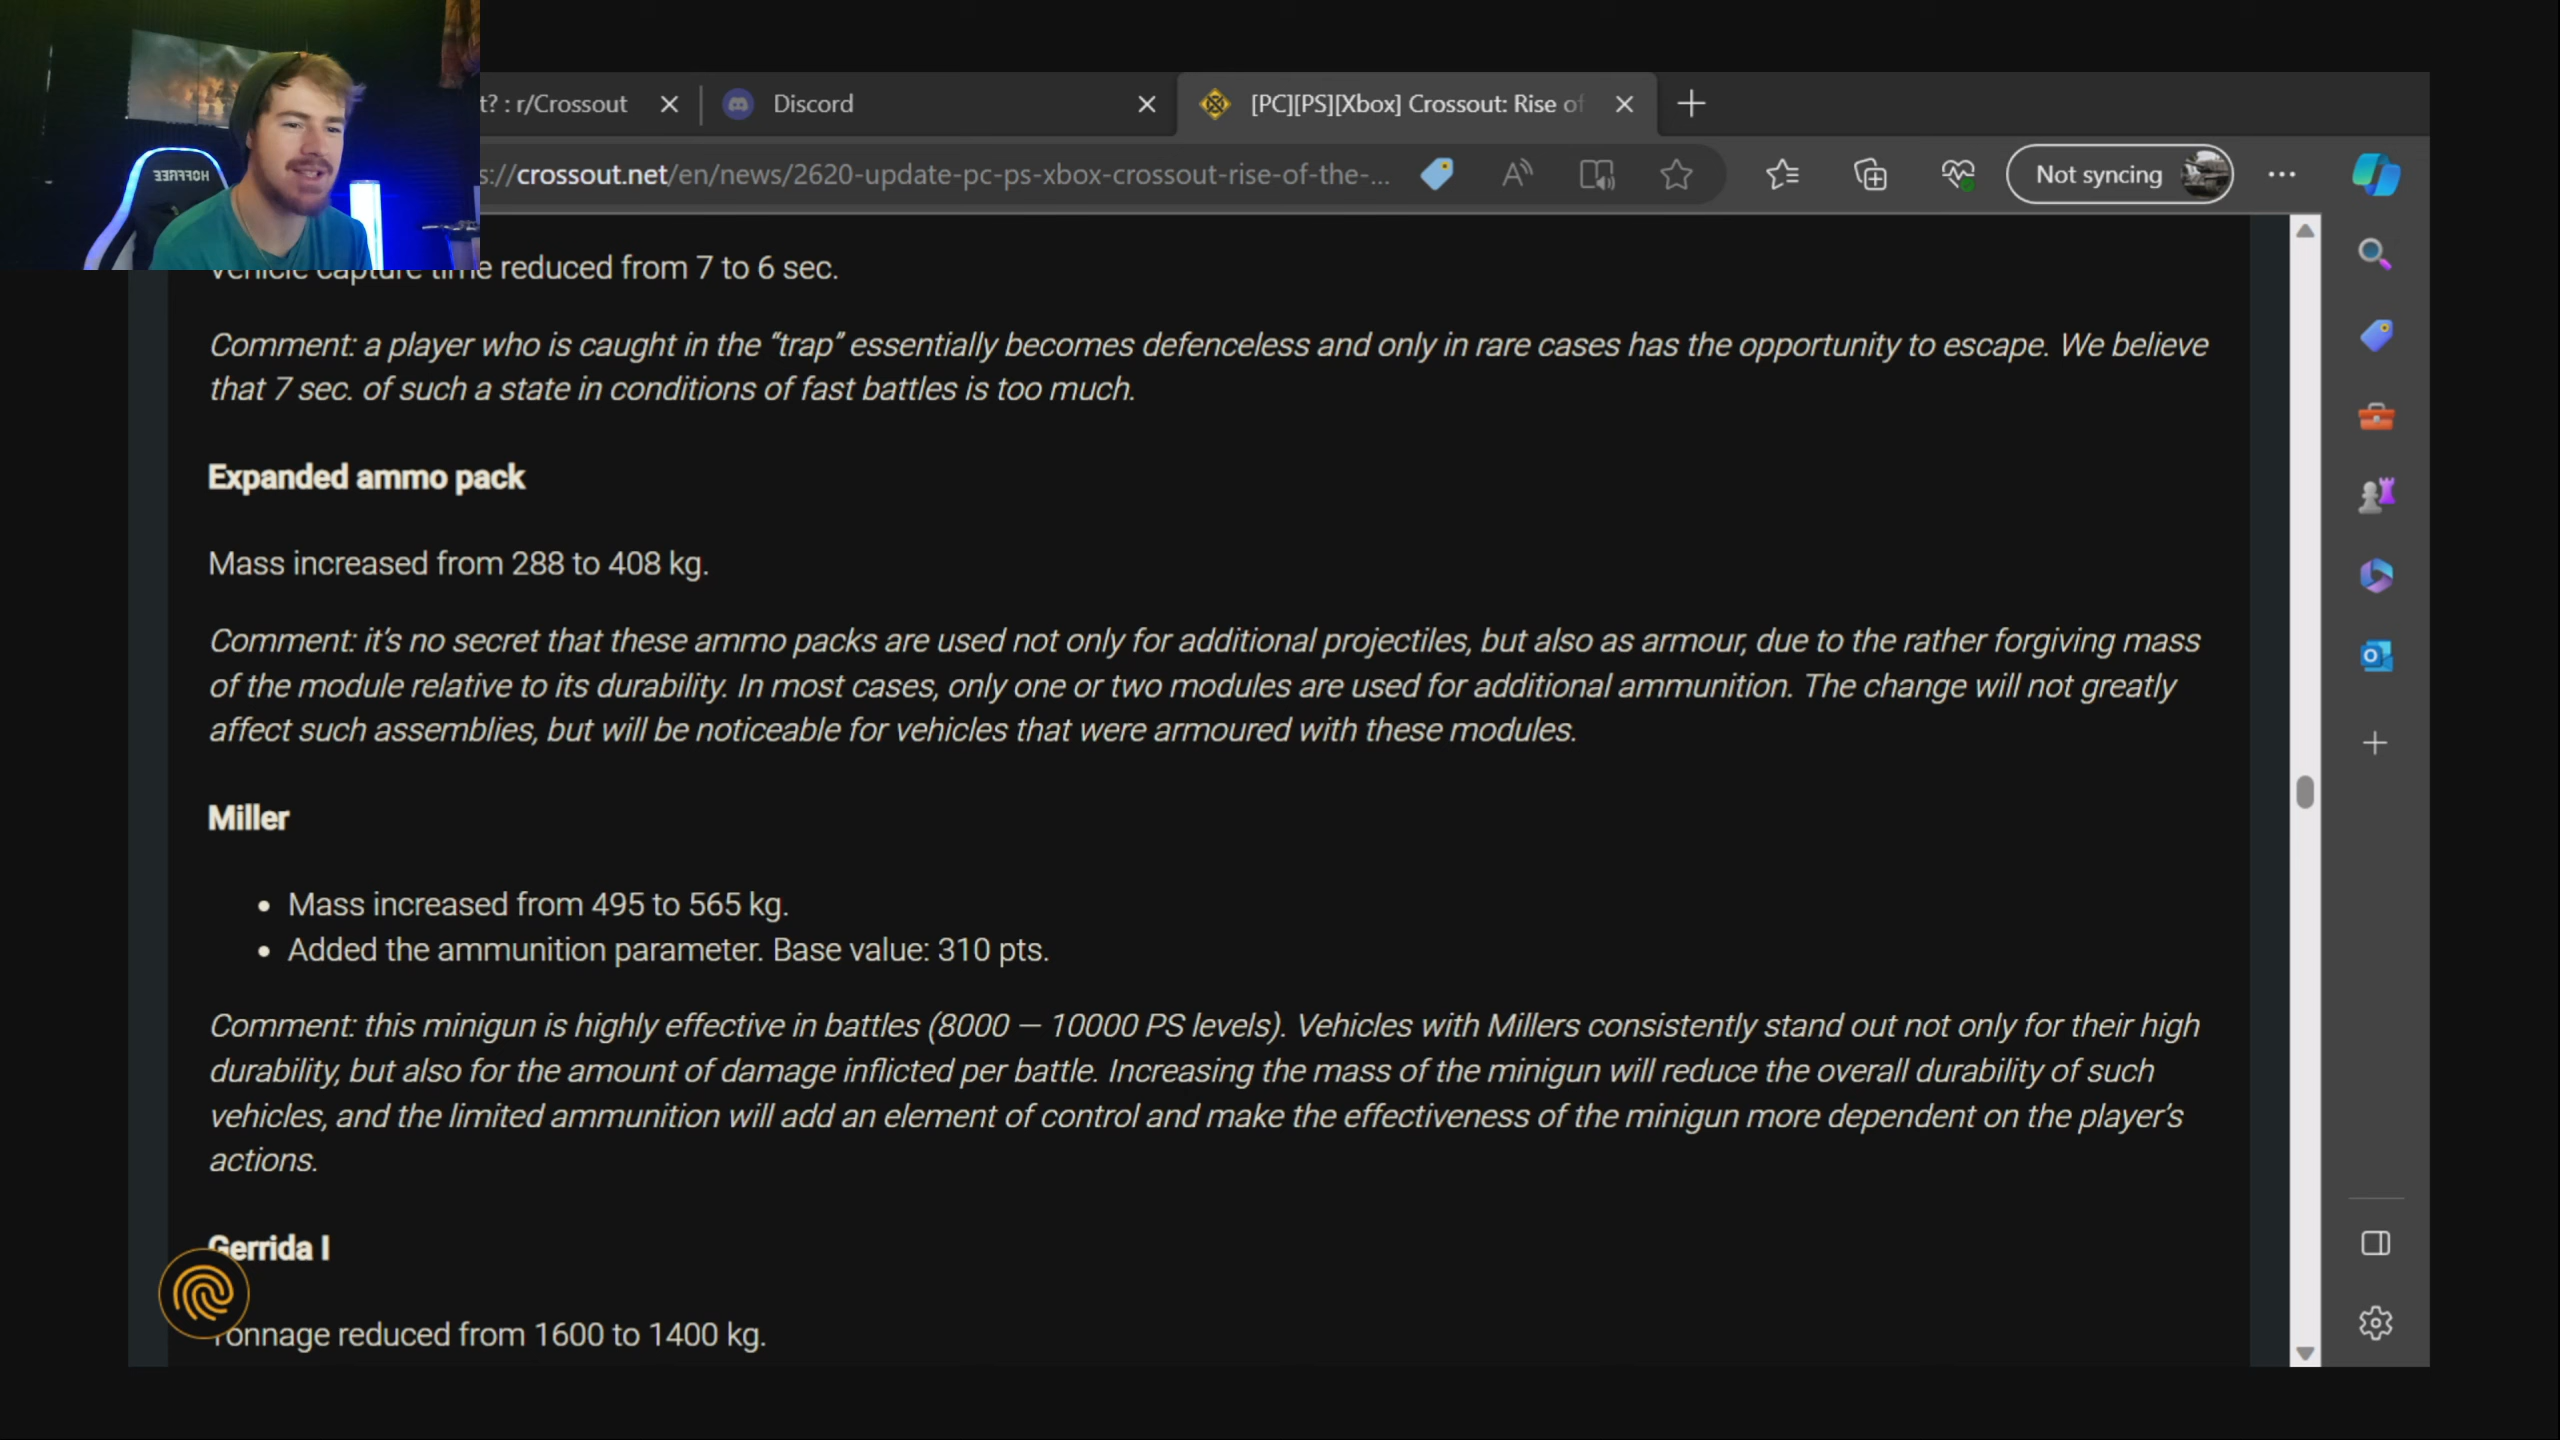 HOFFREE
t? : r/Crossout
Discord
[PC][PS][Xbox] Crossout: Rise of
s://crossout.net/en/news/2620-update-pc-ps-xbox-crossout-rise-of-the-...
Not syncing
Vehicle capture time reduced from 7 to 6 sec.
Comment: a player who is caught in the “trap” essentially becomes defenceless and only in rare cases has the opportunity to escape. We believe
that 7 sec. of such a state in conditions of fast battles is too much.
Expanded ammo pack
Mass increased from 288 to 408 kg.
Comment: it’s no secret that these ammo packs are used not only for additional projectiles, but also as armour, due to the rather forgiving mass
of the module relative to its durability. In most cases, only one or two modules are used for additional ammunition. The change will not greatly
affect such assemblies, but will be noticeable for vehicles that were armoured with these modules.
Miller
• Mass increased from 495 to 565 kg.
• Added the ammunition parameter. Base value: 310 pts.
Comment: this minigun is highly effective in battles (8000 — 10000 PS levels). Vehicles with Millers consistently stand out not only for their high
durability, but also for the amount of damage inflicted per battle. Increasing the mass of the minigun will reduce the overall durability of such
vehicles, and the limited ammunition will add an element of control and make the effectiveness of the minigun more dependent on the player’s
actions.
Gerrida I
Tonnage reduced from 1600 to 1400 kg.